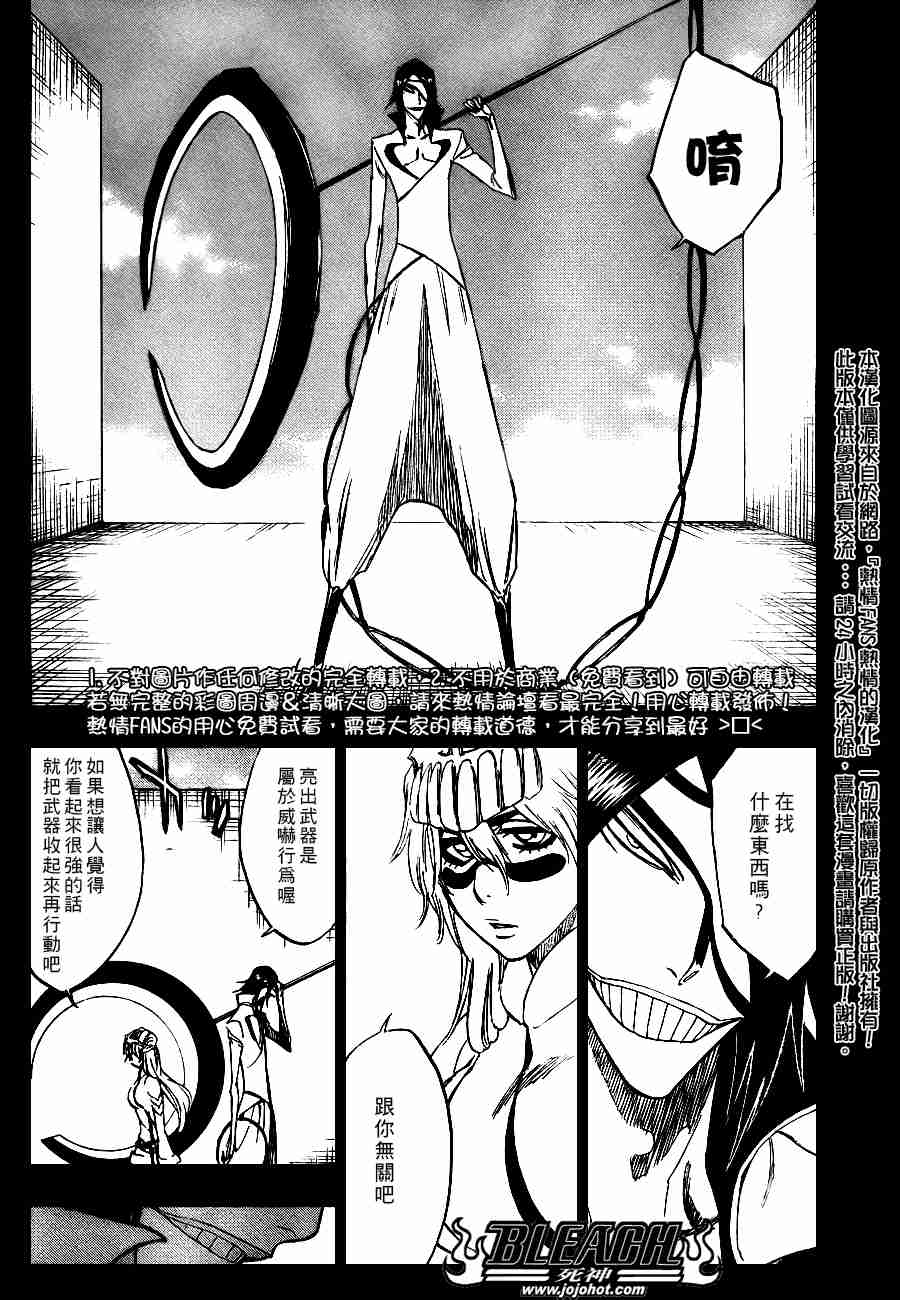 唷
1. 不對圖片作任何修改的完全轉載。2. 不用於商業（免費看到）可自由轉載
若無完整的彩圖周邊&清晰大圖，請來熱情論壇看最完全！用心轉載發佈！
熱情FANS的用心免費試看，需要大家的轉載道德，才能分享到最好 >□<
在找
什麼東西嗎？
跟你無關吧
亮出武器是
屬於威嚇行為喔
如果想讓人覺得
你看起來很強的話
就把武器收起來再行動吧
本漢化圖源來自於網路，『熱情FANS熱情的漢化』一切版權歸原作者與出版社擁有！
此版本僅供學習試看交流…請24小時之內消除，喜歡這套漫畫請購買正版！謝謝。
BLEACH
死神
www.jojohot.com